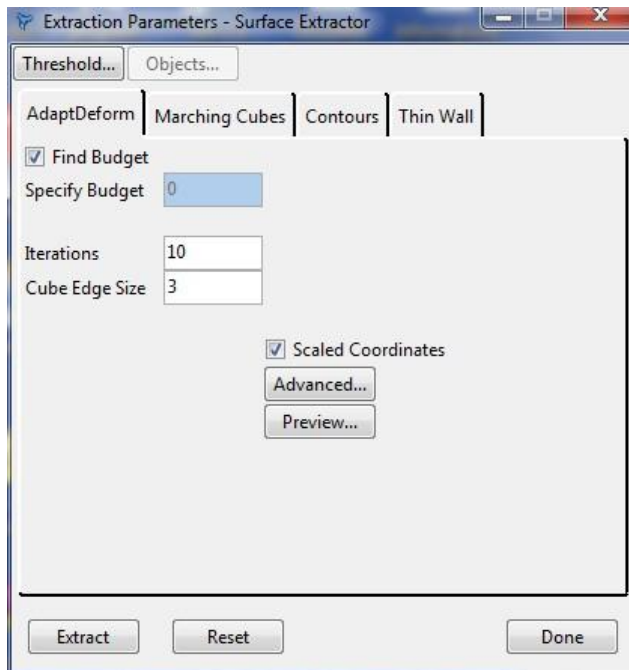 Extraction Parameters - Surface Extractor
Threshold... Objects...
AdaptDeform Marching Cubes Contours Thin Wall
Find Budget
Specify Budget 0
Iterations 10
Cube Edge Size 3
Scaled Coordinates
Advanced...
Preview...
Extract Reset Done